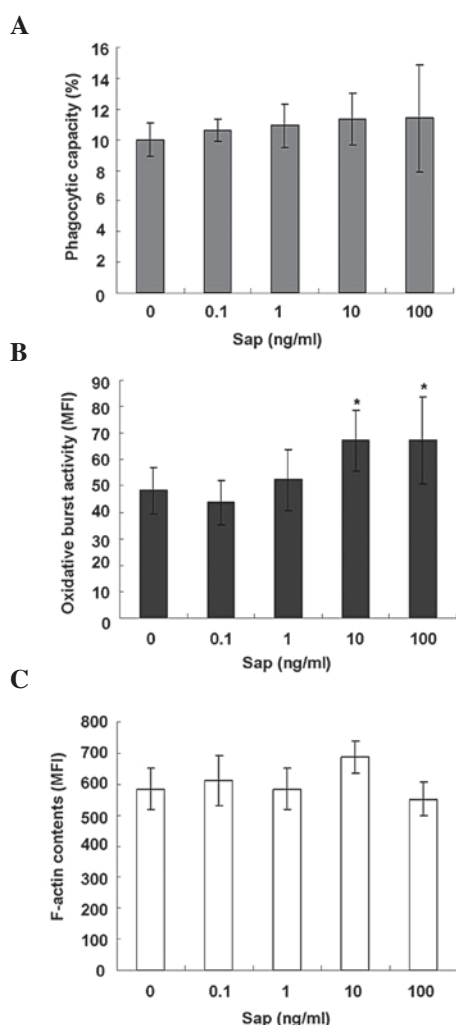 A
Phagocytic capacity (%)
16
14
12
10
8
6
4
2
0
0 0.1 1 10 100
Sap (ng/ml)
B
Oxidative burst activity (MFI)
90
80
70
60
50
40
30
20
10
0
* *
0 0.1 1 10 100
Sap (ng/ml)
C
F-actin contents (MFI)
800
700
600
500
400
300
200
100
0
0 0.1 1 10 100
Sap (ng/ml)